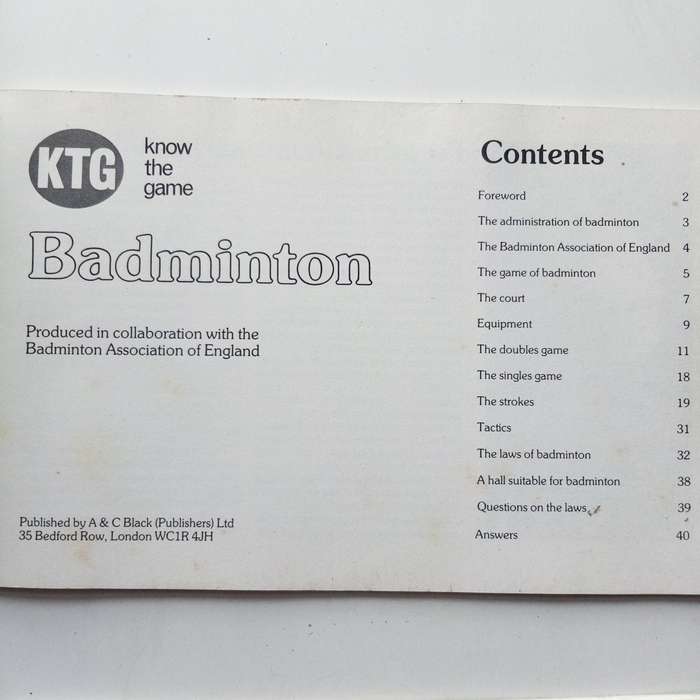 KTG
know
the
game
Badminton
Produced in collaboration with the
Badminton Association of England
Published by A & C Black (Publishers) Ltd
35 Bedford Row, London WC1R 4JH
Contents
Foreword 2
The administration of badminton 3
The Badminton Association of England 4
The game of badminton 5
The court 7
Equipment 9
The doubles game 11
The singles game 18
The strokes 19
Tactics 31
The laws of badminton 32
A hall suitable for badminton 38
Questions on the laws 39
Answers 40